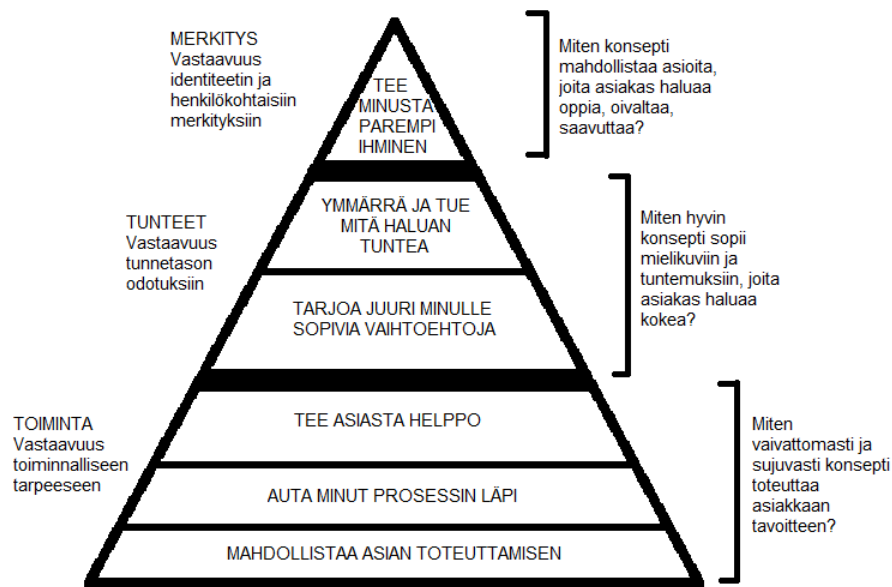 MERKITYS
Vastaavuus
identiteetin ja
henkilökohtaisiin
merkityksiin
TEE
MINUSTA
PAREMPI
IHMINEN
Miten konsepti
mahdollistaa asioita,
joita asiakas haluaa
oppia, oivaltaa,
saavuttaa?
TUNTEET
Vastaavuus
tunnetason
odotuksiin
YMMÄRRÄ JA TUE
MITÄ HALUAN
TUNTEA
TARJOA JUURI MINULLE
SOPIVIA VAIHTOEHTOJA
Miten hyvin
konsepti sopii
mielikuviin ja
tuntemuksiin, joita
asiakas haluaa
kokea?
TOIMINTA
Vastaavuus
toiminnalliseen
tarpeeseen
TEE ASIASTA HELPPO
AUTA MINUT PROSESSIN LÄPI
MAHDOLLISTAA ASIAN TOTEUTTAMISEN
Miten
vaivattomasti ja
sujuvasti konsepti
toteuttaa
asiakkaan
tavoitteen?